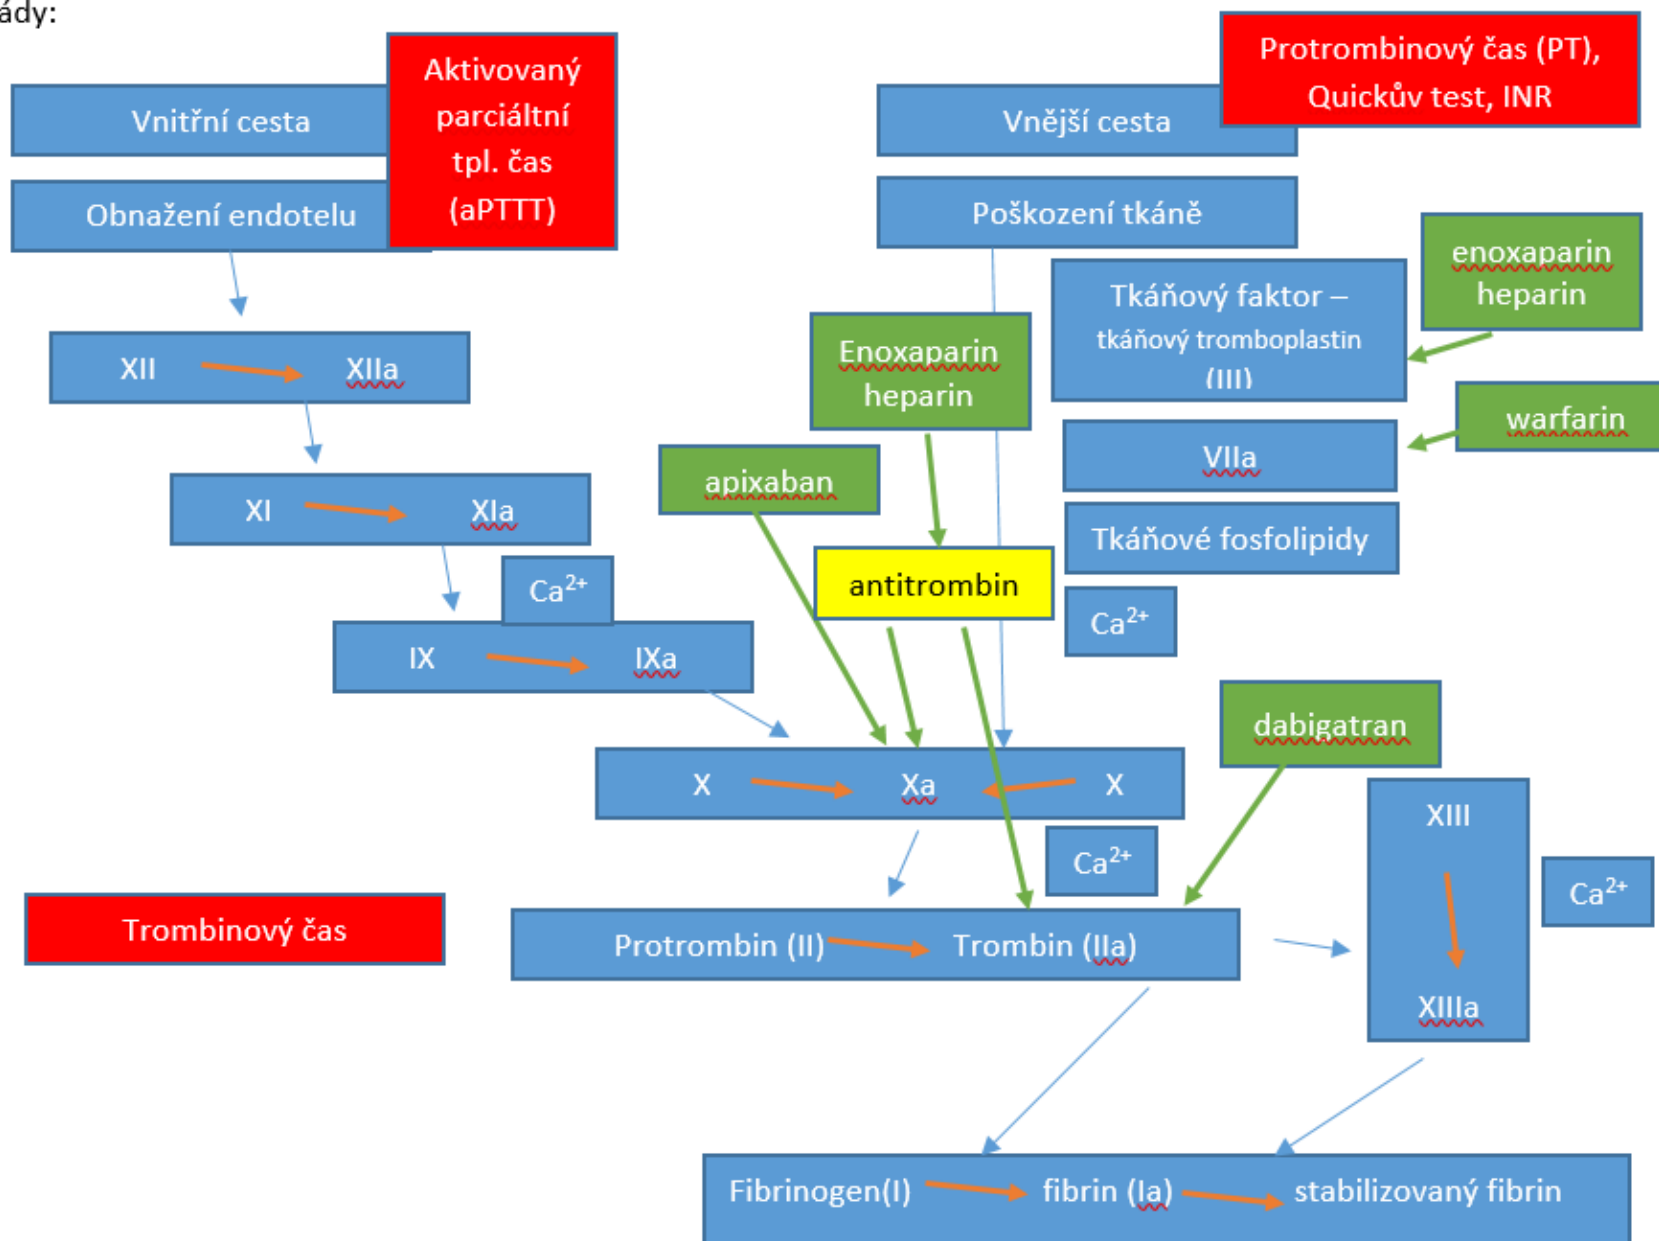 ády:
Vnitřní cesta
Aktivovaný
parciáltní
tpl. čas
(aPTTT)
Obnažení endotelu
Protrombinový čas (PT),
Quickův test, INR
Vnější cesta
Poškození tkáně
Tkáňový faktor –
tkáňový tromboplastin
(III)
enoxaparin
heparin
Enoxaparin
heparin
XII XIIa
warfarin
VIIa
apixaban
XI XIa
Tkáňové fosfolipidy
Ca2+
antitrombin
Ca2+
IX IXa
dabigatran
X Xa X
XIII
Ca2+
Ca2+
Trombinový čas
Protrombin (II) Trombin (IIa)
XIIIa
Fibrinogen(I) fibrin (Ia) stabilizovaný fibrin